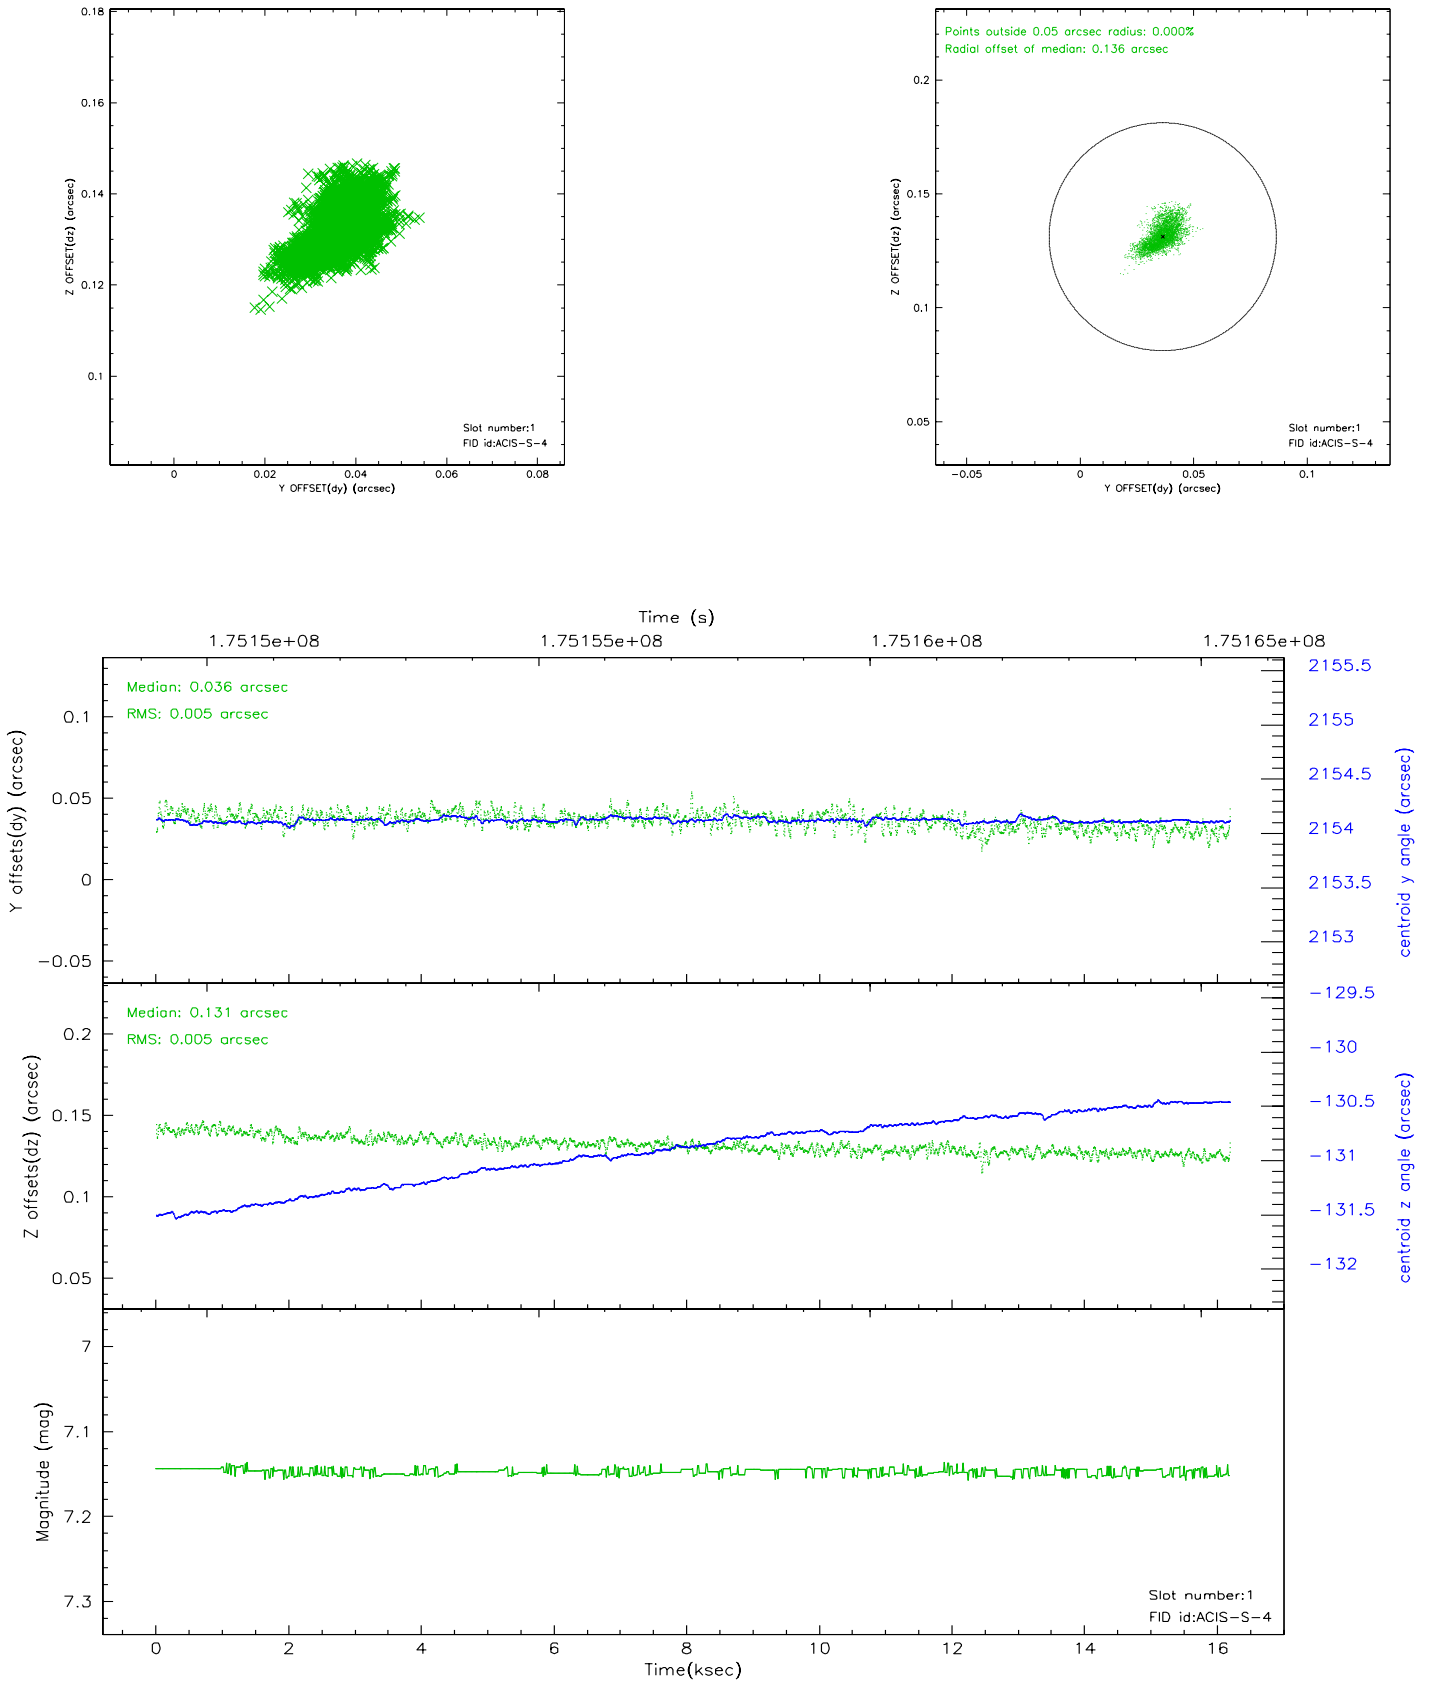 0.18
0.16
0.14
0.12
0.1
Z OFFSET(dz) (arcsec)
0
0.02
0.04
0.06
0.08
Y OFFSET(dy) (arcsec)
Slot number:1
FID id:ACIS-S-4
Points outside 0.05 arcsec radius: 0.000%
Radial offset of median: 0.136 arcsec
0.2
0.15
0.1
0.05
Z OFFSET(dz) (arcsec)
-0.05
0
0.05
0.1
Y OFFSET(dy) (arcsec)
Slot number:1
FID id:ACIS-S-4
Time (s)
1.7515e+08
1.75155e+08
1.7516e+08
1.75165e+08
Median: 0.036 arcsec
RMS: 0.005 arcsec
0.1
0.05
0
-0.05
Y offsets(dy) (arcsec)
2155.5
2155
2154.5
2154
2153.5
2153
centroid y angle (arcsec)
Median: 0.131 arcsec
RMS: 0.005 arcsec
0.2
0.15
0.1
0.05
Z offsets(dz) (arcsec)
-129.5
-130
-130.5
-131
-131.5
-132
centroid z angle (arcsec)
7
7.1
7.2
7.3
Magnitude (mag)
Slot number:1
FID id:ACIS-S-4
0
2
4
6
8
10
12
14
16
Time(ksec)